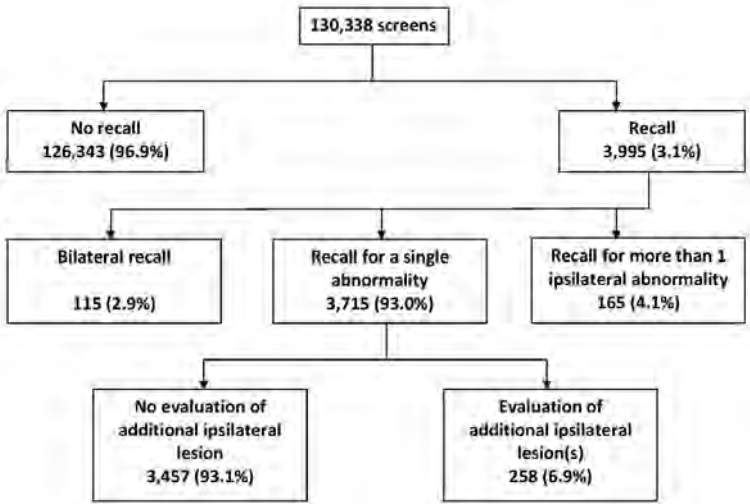 130,338 screens
No recall
126,343 (96.9%)
Recall
3,995 (3.1%)
Bilateral recall
115 (2.9%)
Recall for a single
abnormality
3,715 (93.0%)
Recall for more than 1
ipsilateral abnormality
165 (4.1%)
No evaluation of
additional ipsilateral
lesion
3,457 (93.1%)
Evaluation of
additional ipsilateral
lesion(s)
258 (6.9%)